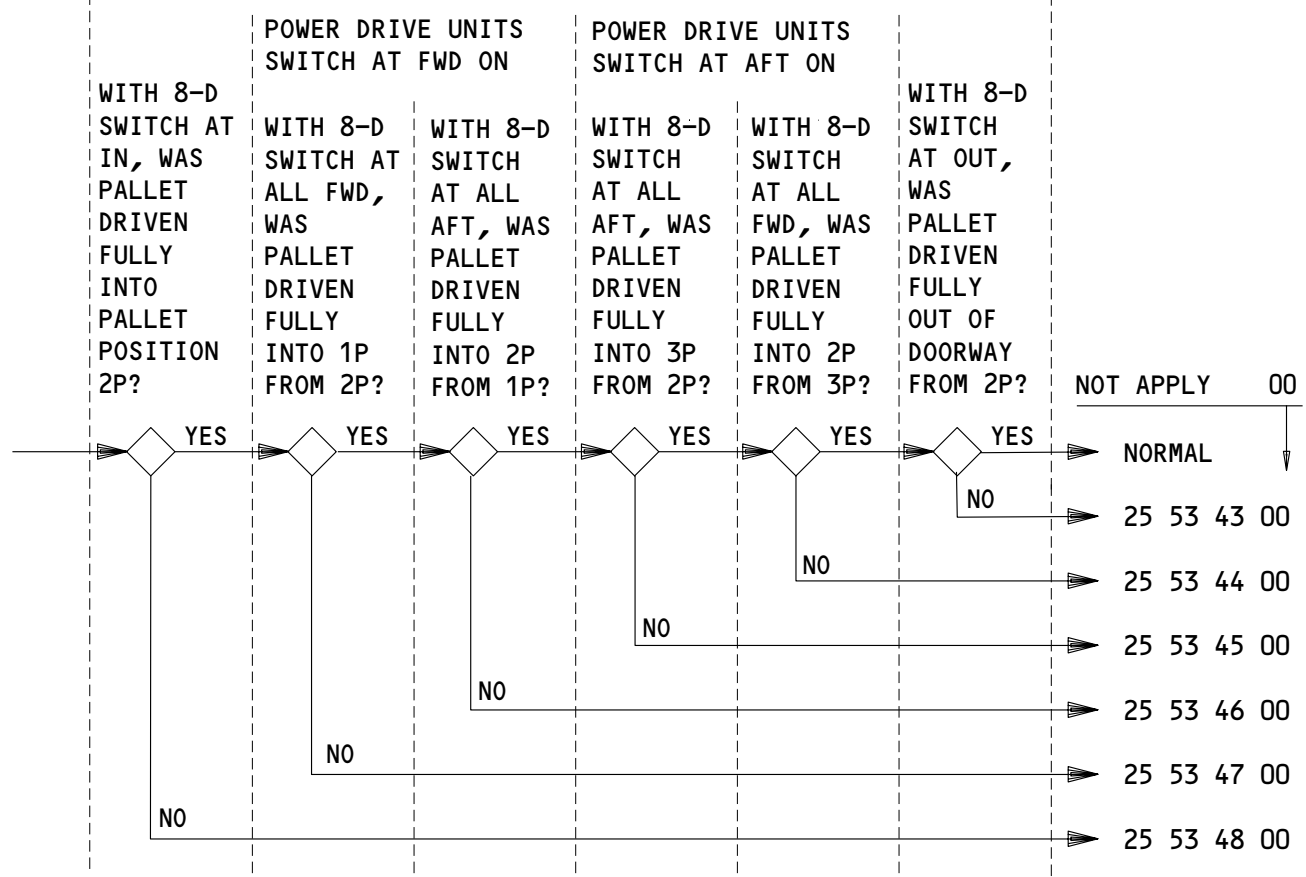 POWER DRIVE UNITS
SWITCH AT FWD ON
POWER DRIVE UNITS
SWITCH AT AFT ON
WITH 8-D
SWITCH AT
IN, WAS
PALLET
DRIVEN
FULLY
INTO
PALLET
POSITION
2P?
WITH 8-D
SWITCH AT
ALL FWD,
WAS
PALLET
DRIVEN
FULLY
INTO 1P
FROM 2P?
WITH 8-D
SWITCH
AT ALL
AFT, WAS
PALLET
DRIVEN
FULLY
INTO 2P
FROM 1P?
WITH 8-D
SWITCH
AT ALL
AFT, WAS
PALLET
DRIVEN
FULLY
INTO 3P
FROM 2P?
WITH 8-D
SWITCH
AT ALL
FWD, WAS
PALLET
DRIVEN
FULLY
INTO 2P
FROM 3P?
WITH 8-D
SWITCH
AT OUT,
WAS
PALLET
DRIVEN
FULLY
OUT OF
DOORWAY
FROM 2P?
NOT APPLY 00
YES
YES
YES
YES
YES
YES
NORMAL
NO
25 53 43 00
NO
25 53 44 00
NO
25 53 45 00
NO
25 53 46 00
NO
25 53 47 00
NO
25 53 48 00